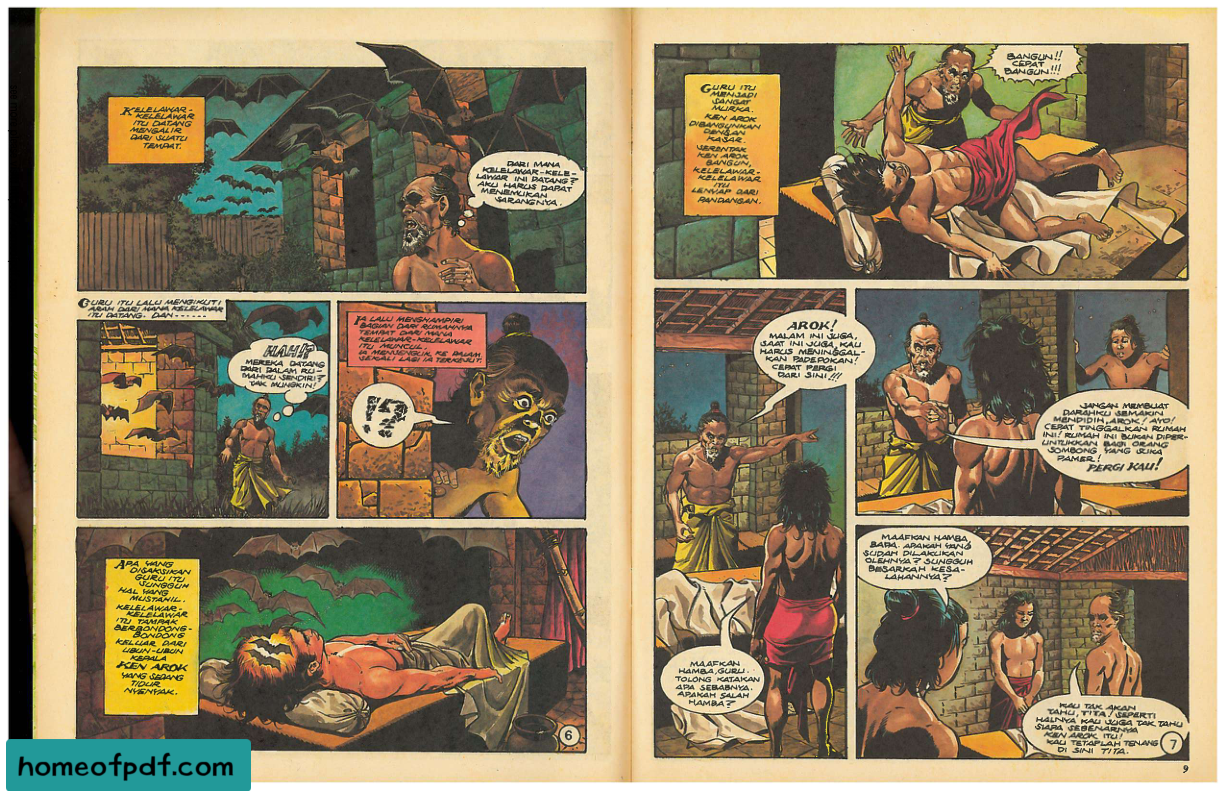 KELELAWAR-
KELELAWAR
ITU DATANG
MENGALIR
DARI SUATU
TEMPAT.
DARI MANA
KELELAWAR-KELE-
LAWAR INI DATANG?
AKU HARUS DAPAT
MENEMUKAN
SARANGNYA.
GURU ITU LALU MENGIKUTI
ARAH DARI MANA KELELAWAR
ITU DATANG. DAN------
HAH!?
MEREKA DATANG
DARI DALAM RU-
MAHKU SENDIRI?
TAK MUNGKIN!
IA LALU MENGHAMPIRI
BAGIAN DARI RUMAHNYA
TEMPAT DARI MANA
KELELAWAR-KELELAWAR
ITU MUNCUL.
IA MENJENGUK KE DALAM
SEKALI LAGI IA TERKEJUT.
!?
APA YANG
DISAKSIKAN
GURU ITU
SUNGGUH
HAL YANG
MUSTAHIL.
KELELAWAR-
KELELAWAR
ITU TAMPAK
BERBONDONG-
BONDONG
KELUAR DARI
UBUN-UBUN
KEPALA
KEN AROK
YANG SEDANG
TIDUR
NYENYAK.
6
GURU ITU
MENJADI
SANGAT
MURKA.
KEN AROK
DIBANGUNKAN
DENGAN
KASAR.
SERENTAK
KEN AROK
BANGUN,
KELELAWAR-
KELELAWAR
ITU
LENYAP DARI
PANDANGAN.
BANGUN!!
CEPAT
BANGUN!!!
AROK!
MALAM INI JUGA,
SAAT INI JUGA, KAU
HARUS MENINGGAL-
KAN PADEPOKAN!
CEPAT PERGI
DARI SINI!!!
MAAFKAN
HAMBA, GURU.
TOLONG KATAKAN
APA SEBABNYA.
APAKAH SALAH
HAMBA?
JANGAN MEMBUAT
DARAHKU SEMAKIN
MENDIDIH, AROK! AYO!
CEPAT TINGGALKAN RUMAH
INI! RUMAH INI BUKAN DIPER-
UNTUKKAN BAGI ORANG
SOMBONG YANG SUKA
PAMER!
PERGI KAU!
MAAFKAN HAMBA
BAPA. APAKAH YANG
SUDAH DILAKUKAN
OLEHNYA? SUNGGUH
BESARKAH KESA-
LAHANNYA?
KAU TAK AKAN
TAHU, TITA! SEPERTI
HALNYA KAU JUGA TAK TAHU
SIAPA SEBENARNYA
KEN AROK ITU!
KAU TETAPLAH TENANG
DI SINI TITA.
7
9
homeofpdf.com